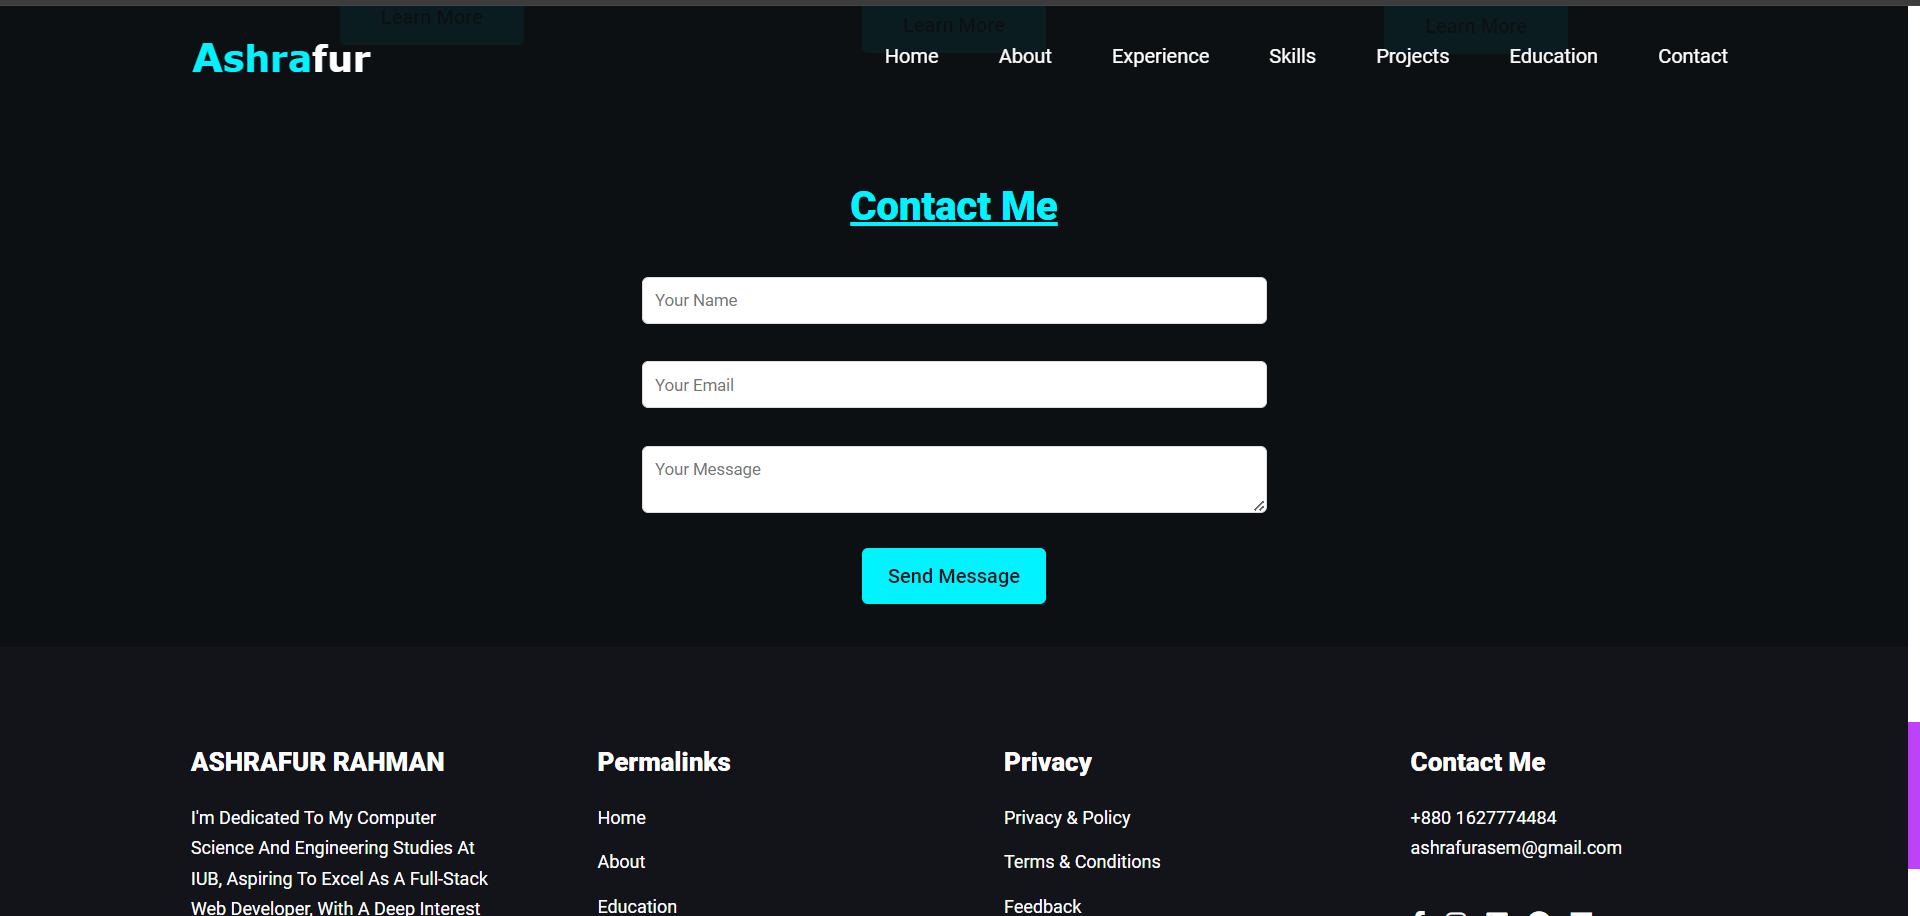 Learn More Learn More Learn More
Ashrafur Home About Experience Skills Projects Education Contact
Contact Me
Your Name
Your Email
Your Message
Send Message
ASHRAFUR RAHMAN
I'm Dedicated To My Computer
Science And Engineering Studies At
IUB, Aspiring To Excel As A Full-Stack
Web Developer, With A Deep Interest
Permalinks
Home
About
Education
Privacy
Privacy & Policy
Terms & Conditions
Feedback
Contact Me
+880 1627774484
ashrafurasem@gmail.com